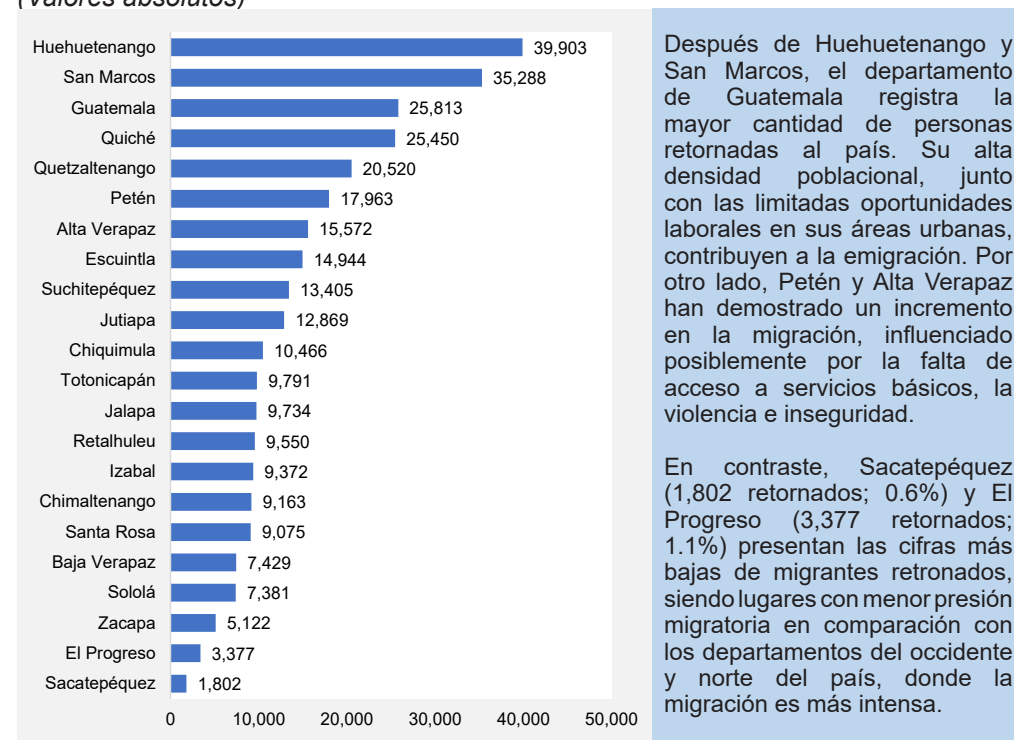 (Valores absolutos)
Huehuetenango 39,903
San Marcos 35,288
Guatemala 25,813
Quiché 25,450
Quetzaltenango 20,520
Petén 17,963
Alta Verapaz 15,572
Escuintla 14,944
Suchitepéquez 13,405
Jutiapa 12,869
Chiquimula 10,466
Totonicapán 9,791
Jalapa 9,734
Retalhuleu 9,550
Izabal 9,372
Chimaltenango 9,163
Santa Rosa 9,075
Baja Verapaz 7,429
Sololá 7,381
Zacapa 5,122
El Progreso 3,377
Sacatepéquez 1,802
0 10,000 20,000 30,000 40,000 50,000
Después de Huehuetenango y
San Marcos, el departamento
de Guatemala registra la
mayor cantidad de personas
retornadas al país. Su alta
densidad poblacional, junto
con las limitadas oportunidades
laborales en sus áreas urbanas,
contribuyen a la emigración. Por
otro lado, Petén y Alta Verapaz
han demostrado un incremento
en la migración, influenciado
posiblemente por la falta de
acceso a servicios básicos, la
violencia e inseguridad.
En contraste, Sacatepéquez
(1,802 retornados; 0.6%) y El
Progreso (3,377 retornados;
1.1%) presentan las cifras más
bajas de migrantes retronados,
siendo lugares con menor presión
migratoria en comparación con
los departamentos del occidente
y norte del país, donde la
migración es más intensa.